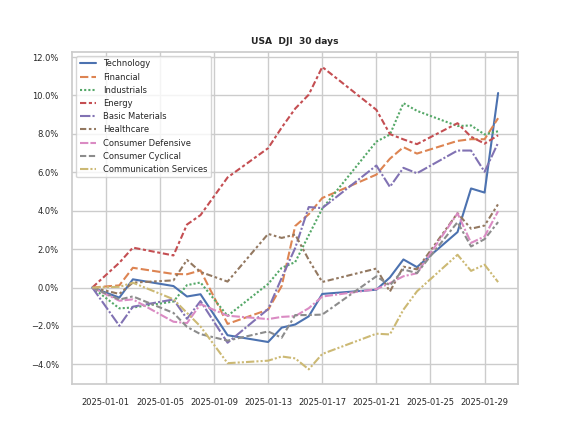 USA DJI 30 days
12.0%
10.0%
8.0%
6.0%
4.0%
2.0%
0.0%
−2.0%
−4.0%
Technology
Financial
Industrials
Energy
Basic Materials
Healthcare
Consumer Defensive
Consumer Cyclical
Communication Services
2025-01-01 2025-01-05 2025-01-09 2025-01-13 2025-01-17 2025-01-21 2025-01-25 2025-01-29